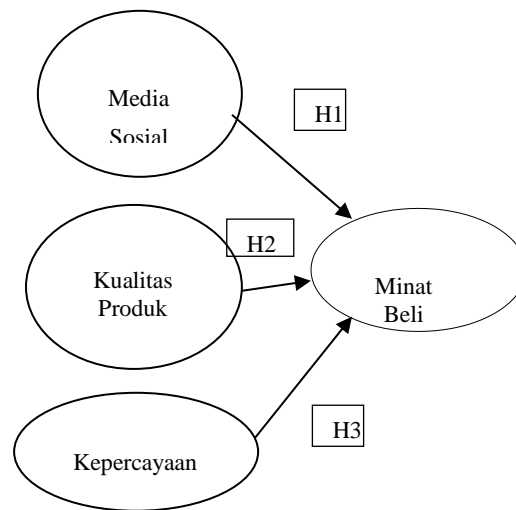 Media
Sosial
H1
H2
Kualitas
Produk
Minat
Beli
H3
Kepercayaan